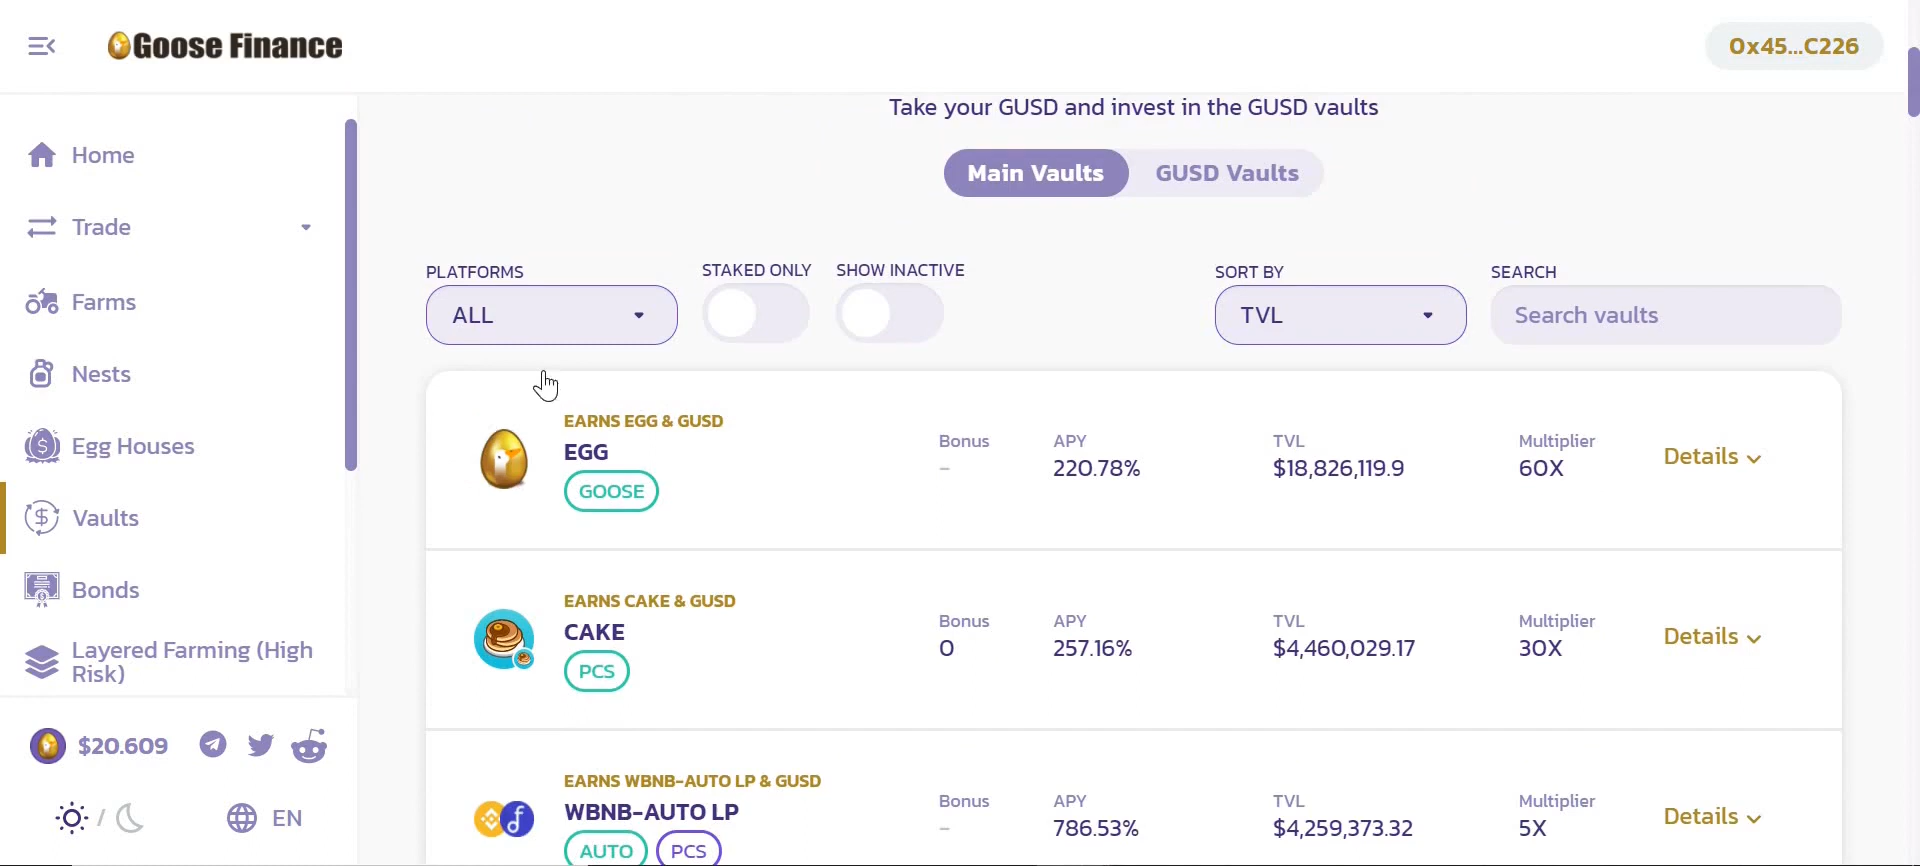 Goose Finance
0x45...C226
Home
Trade
Farms
Nests
Egg Houses
Vaults
Bonds
Layered Farming (High
Risk)
$20.609
/
EN
Take your GUSD and invest in the GUSD vaults
Main Vaults GUSD Vaults
PLATFORMS STAKED ONLY SHOW INACTIVE SORT BY SEARCH
ALL TVL Search vaults
EARNS EGG & GUSD
EGG
GOOSE
Bonus APY TVL Multiplier
- 220.78% $18,826,119.9 60X
Details
EARNS CAKE & GUSD
CAKE
PCS
Bonus APY TVL Multiplier
0 257.16% $4,460,029.17 30X
Details
EARNS WBNB-AUTO LP & GUSD
WBNB-AUTO LP
AUTO PCS
Bonus APY TVL Multiplier
- 786.53% $4,259,373.32 5X
Details